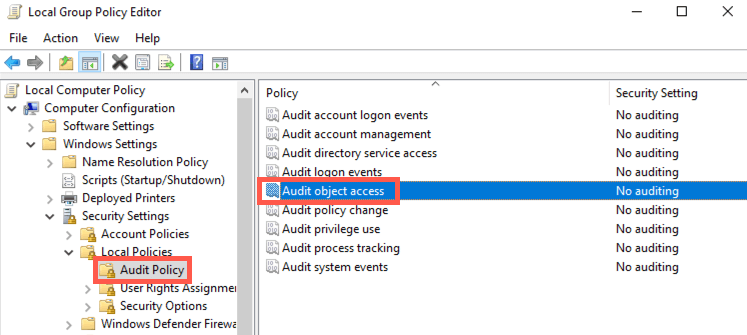 Local Group Policy Editor
File Action View Help
Local Computer Policy
Computer Configuration
Software Settings
Windows Settings
Name Resolution Policy
Scripts (Startup/Shutdown)
Deployed Printers
Security Settings
Account Policies
Local Policies
Audit Policy
User Rights Assignmen
Security Options
Windows Defender Firewa
Policy Security Setting
Audit account logon events No auditing
Audit account management No auditing
Audit directory service access No auditing
Audit logon events No auditing
Audit object access No auditing
Audit policy change No auditing
Audit privilege use No auditing
Audit process tracking No auditing
Audit system events No auditing